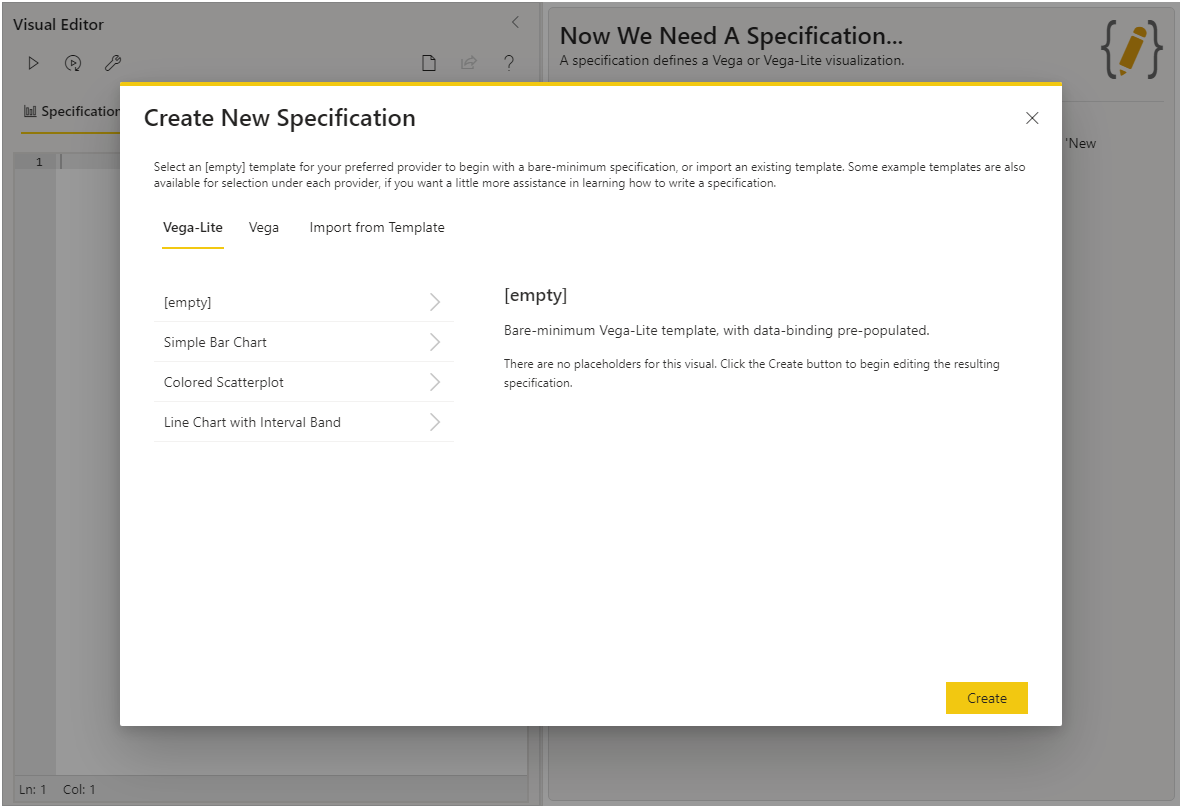 Visual Editor
Now We Need A Specification...
A specification defines a Vega or Vega-Lite visualization.
Specification
'New
1
Create New Specification
Select an [empty] template for your preferred provider to begin with a bare-minimum specification, or import an existing template. Some example templates are also
available for selection under each provider, if you want a little more assistance in learning how to write a specification.
Vega-Lite Vega Import from Template
[empty]
Simple Bar Chart
Colored Scatterplot
Line Chart with Interval Band
[empty]
Bare-minimum Vega-Lite template, with data-binding pre-populated.
There are no placeholders for this visual. Click the Create button to begin editing the resulting
specification.
Create
Ln: 1 Col: 1